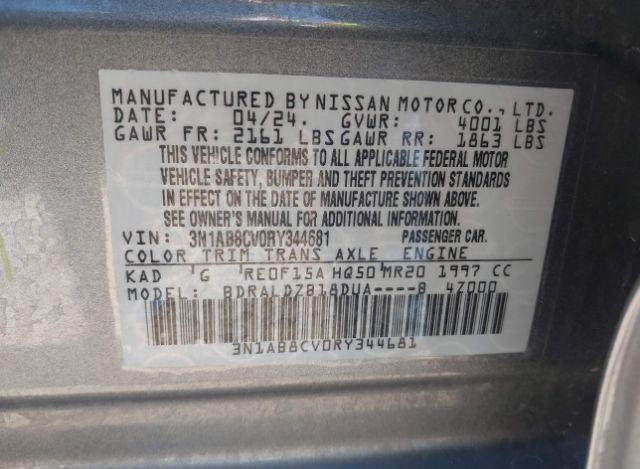 MANUFACTURED BY NISSAN MOTOR CO., LTD.
DATE: 04/24. GVWR: 4001 LBS
GAWR FR: 2161 LBS GAWR RR: 1863 LBS
THIS VEHICLE CONFORMS TO ALL APPLICABLE FEDERAL MOTOR
VEHICLE SAFETY, BUMPER AND THEFT PREVENTION STANDARDS
IN EFFECT ON THE DATE OF MANUFACTURE SHOWN ABOVE.
SEE OWNER'S MANUAL FOR ADDITIONAL INFORMATION.
VIN: 3N1AB8CV0RY344681 PASSENGER CAR.
COLOR TRIM TRANS AXLE ENGINE
KAD G RE0F15A HQ50 MR20 1997 CC
MODEL: BDRALDZB18DUA----B 4Z000
3N1AB8CV0RY344681